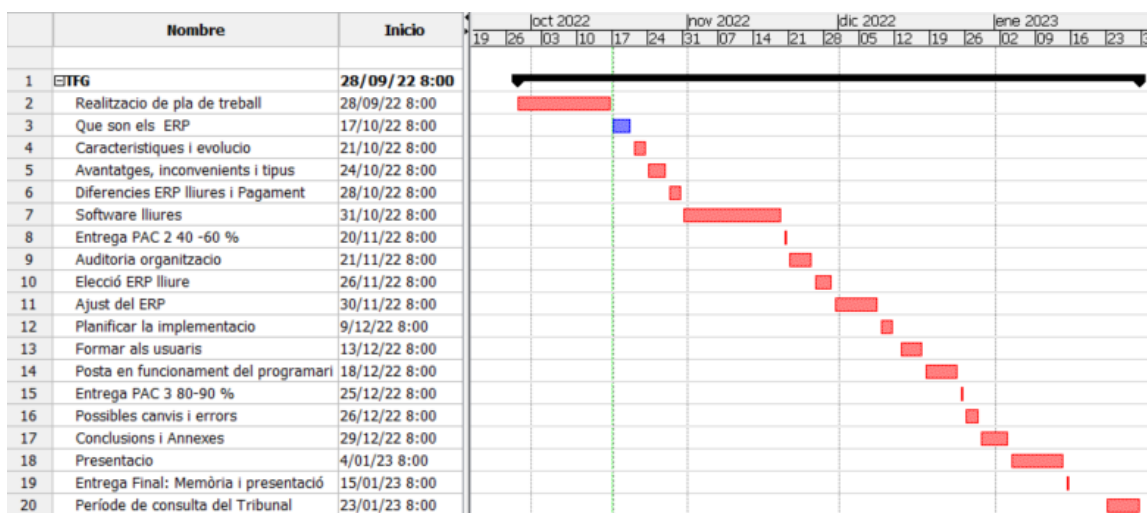 Nombre Inicio oct 2022 nov 2022 dic 2022 ene 2023
19 26 03 10 17 24 31 07 14 21 28 05 12 19 26 02 09 16 23
1 TFG 28/09/22 8:00
2 Realitzacio de pla de treball 28/09/22 8:00
3 Que son els ERP 17/10/22 8:00
4 Caracteristiques i evolucio 21/10/22 8:00
5 Avantatges, inconvenients i tipus 24/10/22 8:00
6 Diferencies ERP lliures i Pagament 28/10/22 8:00
7 Software lliures 31/10/22 8:00
8 Entrega PAC 2 40 -60 % 20/11/22 8:00
9 Auditoria organitzacio 21/11/22 8:00
10 Elecció ERP lliure 26/11/22 8:00
11 Ajust del ERP 30/11/22 8:00
12 Planificar la implementacio 9/12/22 8:00
13 Formar als usuaris 13/12/22 8:00
14 Posta en funcionament del programari 18/12/22 8:00
15 Entrega PAC 3 80-90 % 25/12/22 8:00
16 Possibles canvis i errors 26/12/22 8:00
17 Conclusions i Annexes 29/12/22 8:00
18 Presentacio 4/01/23 8:00
19 Entrega Final: Memòria i presentació 15/01/23 8:00
20 Període de consulta del Tribunal 23/01/23 8:00